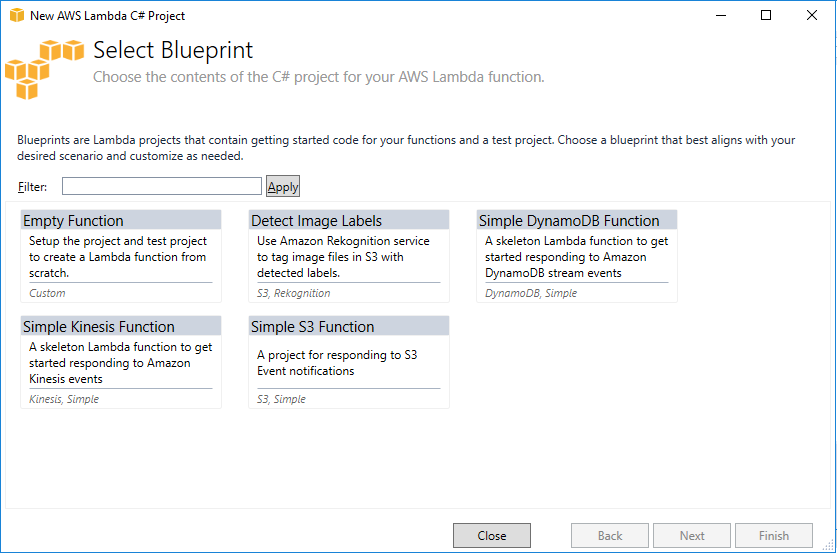 New AWS Lambda C# Project
Select Blueprint
Choose the contents of the C# project for your AWS Lambda function.
Blueprints are Lambda projects that contain getting started code for your functions and a test project. Choose a blueprint that best aligns with your
desired scenario and customize as needed.
Filter:
Apply
Empty Function
Setup the project and test project
to create a Lambda function from
scratch.
Custom
Detect Image Labels
Use Amazon Rekognition service
to tag image files in S3 with
detected labels.
S3, Rekognition
Simple DynamoDB Function
A skeleton Lambda function to get
started responding to Amazon
DynamoDB stream events
DynamoDB, Simple
Simple Kinesis Function
A skeleton Lambda function to get
started responding to Amazon
Kinesis events
Kinesis, Simple
Simple S3 Function
A project for responding to S3
Event notifications
S3, Simple
Close
Back
Next
Finish